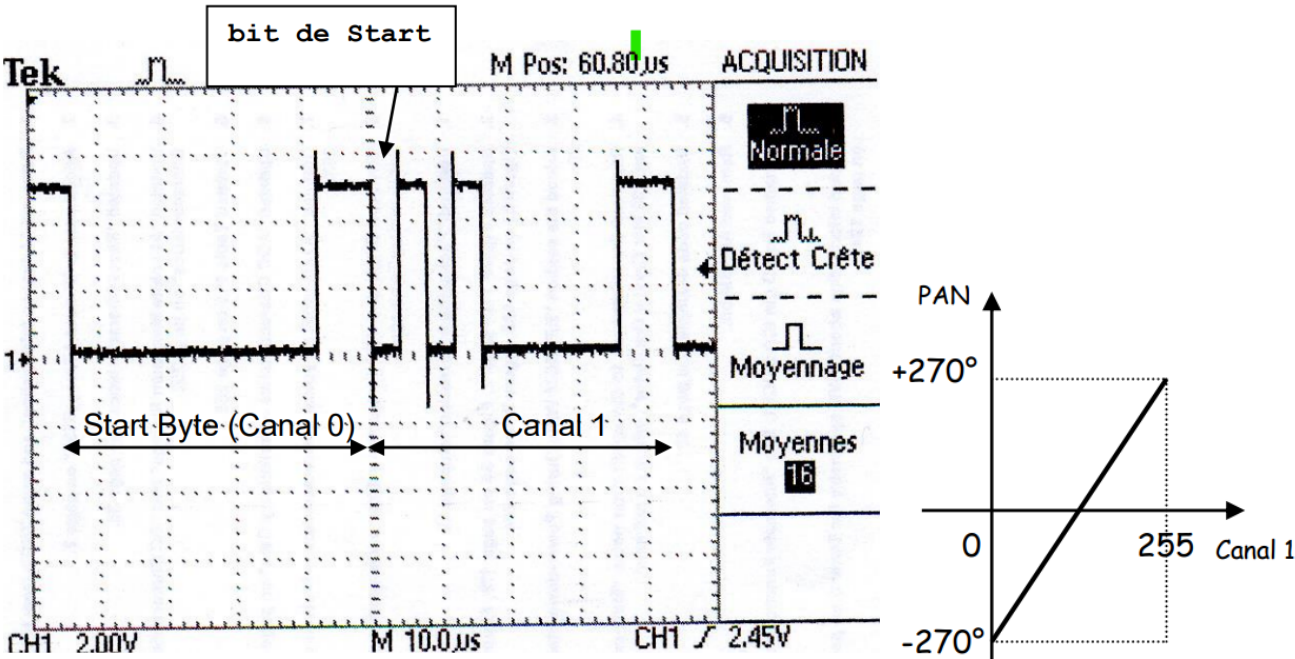 bit de Start
Tek
M Pos: 60.80µs
ACQUISITION
Normale
Détect Crête
Moyennage
Moyennes
16
1
Start Byte (Canal 0)
Canal 1
CH1 2.00V
M 10.0µs
CH1 / 2.45V
PAN
+270°
0
255
Canal 1
-270°